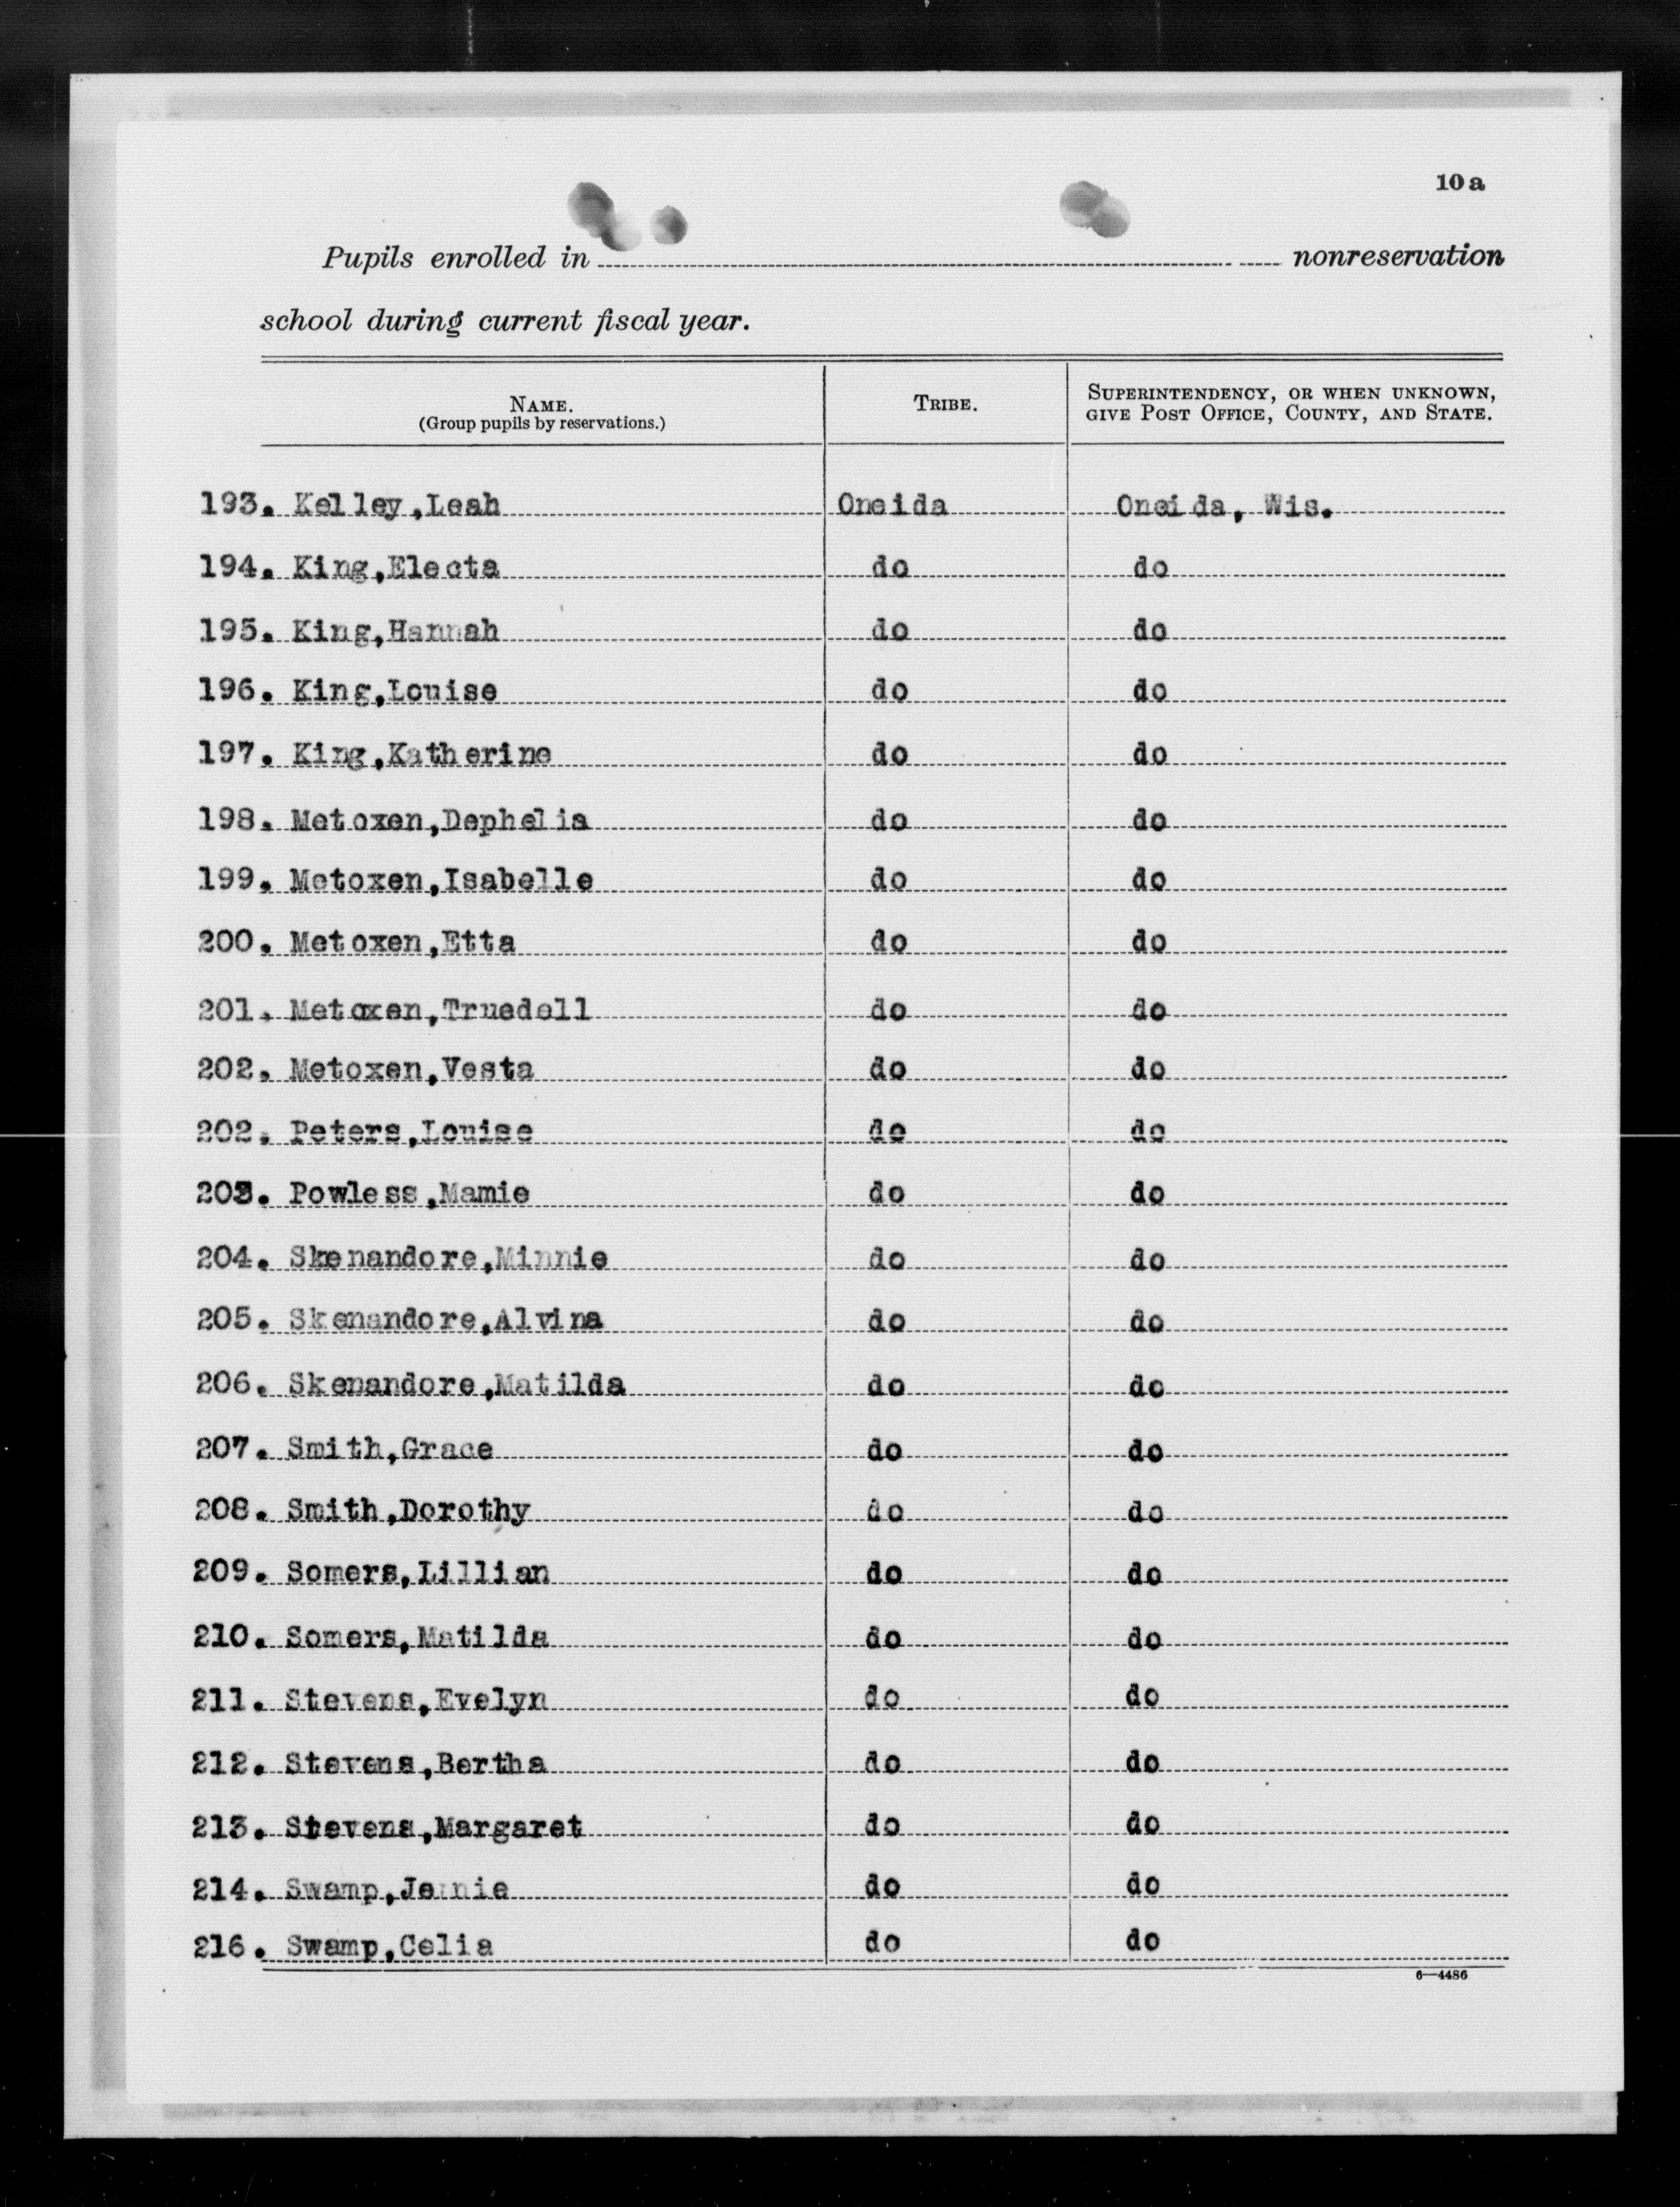 10a
Pupils enrolled in nonreservation
school during current fiscal year.
NAME. TRIBE. SUPERINTENDENCY, OR WHEN UNKNOWN,
(Group pupils by reservations.) GIVE POST OFFICE, COUNTY, AND STATE.
193. Kelley,Leah Oneida Oneida, Wis.
194. King,Electa do do
195. King,Hannah do do
196. King,Louise do do
197. King,Katherine do do
198. Metoxen,Dephelia do do
199. Metoxen,Isabelle do do
200. Metoxen,Etta do do
201. Metoxen,Truedell do do
202. Metoxen,Vesta do do
202. Peters,Louise do do
203. Powless,Mamie do do
204. Skenandore,Minnie do do
205. Skenandore,Alvina do do
206. Skenandore,Matilda do do
207. Smith,Grace do do
208. Smith,Dorothy do do
209. Somers,Lillian do do
210. Somers,Matilda do do
211. Stevens,Evelyn do do
212. Stevens,Bertha do do
213. Stevens,Margaret do do
214. Swamp,Jennie do do
216. Swamp,Celia do do
6—4486